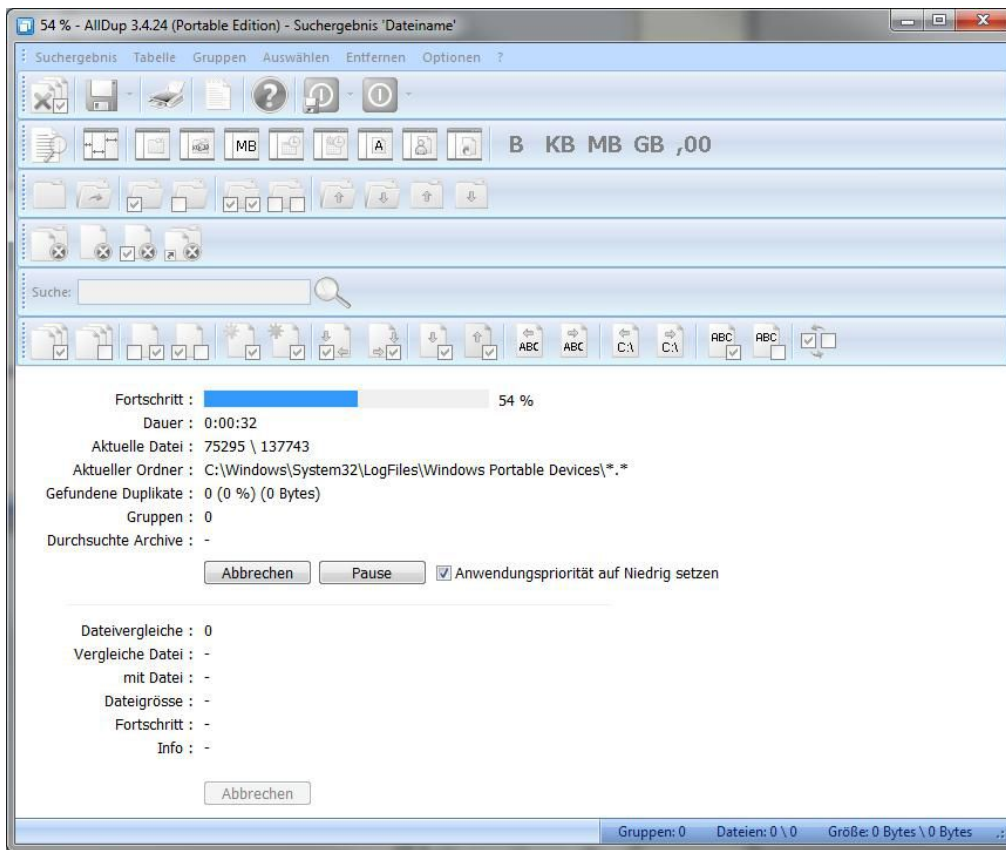 54 % - AllDup 3.4.24 (Portable Edition) - Suchergebnis 'Dateiname'
Suchergebnis Tabelle Gruppen Auswählen Entfernen Optionen ?
MB A B KB MB GB ,00
Suche:
ABC ABC C:\ C:\ ABC ABC
Fortschritt : 54 %
Dauer : 0:00:32
Aktuelle Datei : 75295 \ 137743
Aktueller Ordner : C:\Windows\System32\LogFiles\Windows Portable Devices\*.*
Gefundene Duplikate : 0 (0 %) (0 Bytes)
Gruppen : 0
Durchsuchte Archive : -
Abbrechen Pause Anwendungspriorität auf Niedrig setzen
Dateivergleiche : 0
Vergleiche Datei : -
mit Datei : -
Dateigrösse : -
Fortschritt : -
Info : -
Abbrechen
Gruppen: 0 Dateien: 0 \ 0 Größe: 0 Bytes \ 0 Bytes